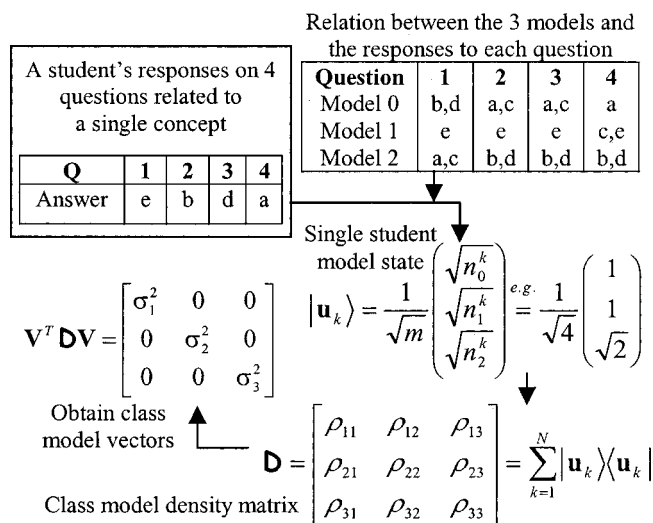 Relation between the 3 models and
the responses to each question
A student's responses on 4
questions related to
a single concept
Q 1 2 3 4
Answer e b d a
Question 1 2 3 4
Model 0 b,d a,c a,c a
Model 1 e e e c,e
Model 2 a,c b,d b,d b,d
Single student
model state
|u_k⟩ = 1/√m (√n_0^k √n_1^k √n_2^k) e.g. = 1/√4 (1 1 √2)
V^T DV = [σ_1^2 0 0
0 σ_2^2 0
0 0 σ_3^2]
Obtain class
model vectors
D = [ρ_11 ρ_12 ρ_13
ρ_21 ρ_22 ρ_23
ρ_31 ρ_32 ρ_33] = ∑_{k=1}^{N} |u_k⟩⟨u_k|
Class model density matrix